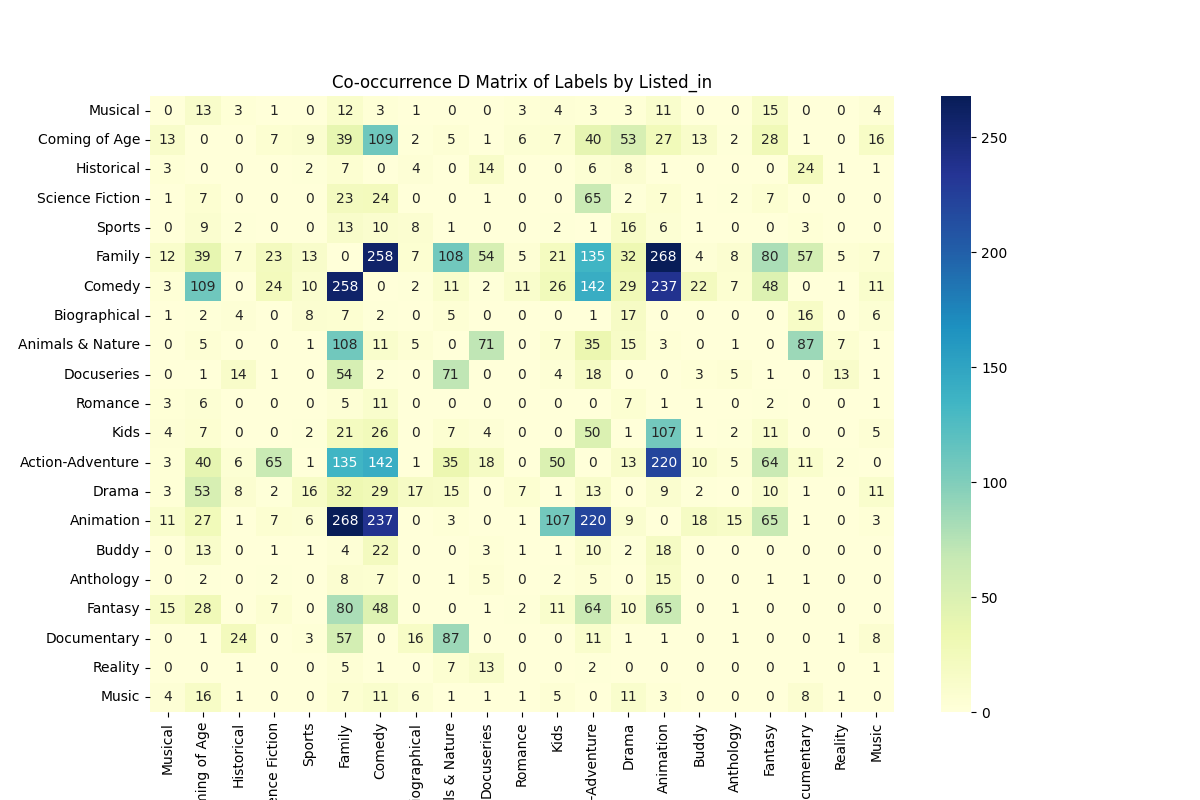 Co-occurrence D Matrix of Labels by Listed_in
Musical 0 13 3 1 0 12 3 1 0 0 3 4 3 3 11 0 0 15 0 0 4
Coming of Age 13 0 0 7 9 39 109 2 5 1 6 7 40 53 27 13 2 28 1 0 16
Historical 3 0 0 0 2 7 0 4 0 14 0 0 6 8 1 0 0 0 24 1 1
Science Fiction 1 7 0 0 0 23 24 0 0 1 0 0 65 2 7 1 2 7 0 0 0
Sports 0 9 2 0 0 13 10 8 1 0 0 2 1 16 6 1 0 0 3 0 0
Family 12 39 7 23 13 0 258 7 108 54 5 21 135 32 268 4 8 80 57 5 7
Comedy 3 109 0 24 10 258 0 2 11 2 11 26 142 29 237 22 7 48 0 1 11
Biographical 1 2 4 0 8 7 2 0 5 0 0 0 1 17 0 0 0 0 16 0 6
Animals & Nature 0 5 0 0 1 108 11 5 0 71 0 7 35 15 3 0 1 0 87 7 1
Docuseries 0 1 14 1 0 54 2 0 71 0 0 4 18 0 0 3 5 1 0 13 1
Romance 3 6 0 0 0 5 11 0 0 0 0 0 0 7 1 1 0 2 0 0 1
Kids 4 7 0 0 2 21 26 0 7 4 0 0 50 1 107 1 2 11 0 0 5
Action-Adventure 3 40 6 65 1 135 142 1 35 18 0 50 0 13 220 10 5 64 11 2 0
Drama 3 53 8 2 16 32 29 17 15 0 7 1 13 0 9 2 0 10 1 0 11
Animation 11 27 1 7 6 268 237 0 3 0 1 107 220 9 0 18 15 65 1 0 3
Buddy 0 13 0 1 1 4 22 0 0 3 1 1 10 2 18 0 0 0 0 0 0
Anthology 0 2 0 2 0 8 7 0 1 5 0 2 5 0 15 0 0 1 1 0 0
Fantasy 15 28 0 7 0 80 48 0 0 1 2 11 64 10 65 0 1 0 0 0 0
Documentary 0 1 24 0 3 57 0 16 87 0 0 0 11 1 1 0 1 0 0 1 8
Reality 0 0 1 0 0 5 1 0 7 13 0 0 2 0 0 0 0 0 1 0 1
Music 4 16 1 0 0 7 11 6 1 1 1 5 0 11 3 0 0 0 8 1 0
Musical
ming of Age
Historical
ence Fiction
Sports
Family
Comedy
iographical
ls & Nature
Docuseries
Romance
Kids
-Adventure
Drama
Animation
Buddy
Anthology
Fantasy
cumentary
Reality
Music
250
200
150
100
50
0